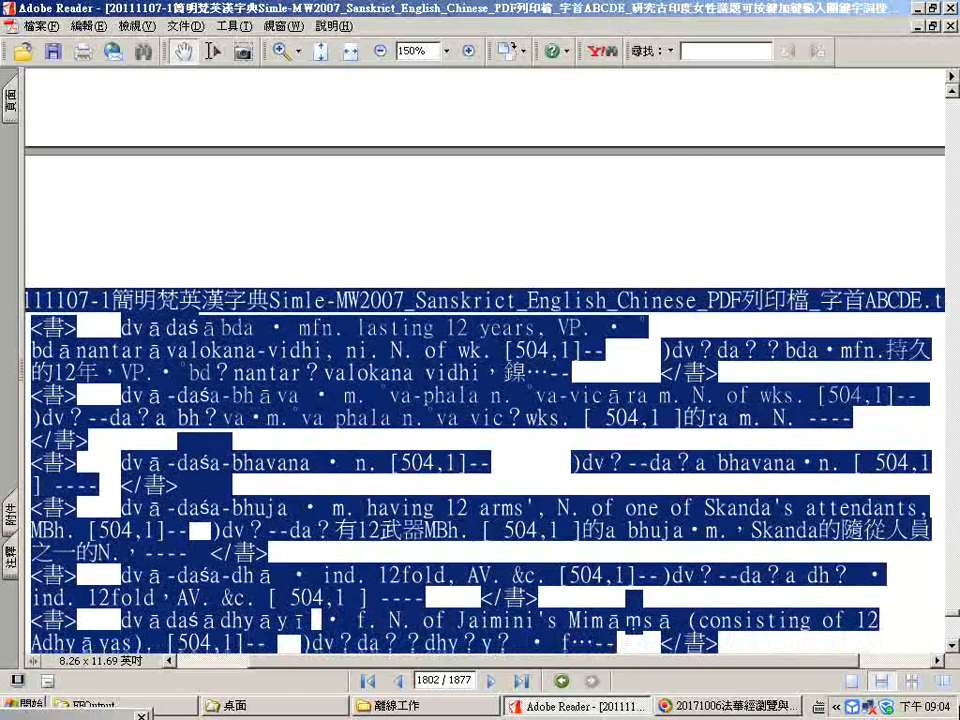 Adobe Reader - [20111107-1簡明梵英漢字典Simle-MW2007_Sanskrict_English_Chinese_PDF列印檔_字首ABCDE_研究古印度女性議題可按鍵加鍵輸入關鍵字詞搜
檔案(F) 編輯(E) 檢視(V) 文件(D) 工具(T) 視窗(W) 說明(H)
150% Y! 尋找：
頁面
111107-1簡明梵英漢字典Simle-MW2007_Sanskrict_English_Chinese_PDF列印檔_字首ABCDE.t
<書> dvādaśābda • mfn. lasting 12 years, VP. • ﾟ
bdānantarāvalokana-vidhi, ni. N. of wk. [504,1]-- )dv？da？？bda•mfn.持久
的12年，VP.•ﾟbd？nantar？valokana vidhi，鎳…-- </書>
<書> dvā-daśa-bhāva • m. ﾟva-phala n. ﾟva-vicāra m. N. of wks. [504,1]--
)dv？--da？a bh？va•m.ﾟva phala n.ﾟva vic？wks. [ 504,1 ]的ra m. N. ----
</書>
<書> dvā-daśa-bhavana • n. [504,1]-- )dv？--da？a bhavana•n. [ 504,1
] ---- </書>
<書> dvā-daśa-bhuja • m. having 12 arms', N. of one of Skanda's attendants,
MBh. [504,1]-- )dv？--da？有12武器MBh. [ 504,1 ]的a bhuja•m.，Skanda的隨從人員
之一的N.，---- </書>
<書> dvā-daśa-dhā • ind. 12fold, AV. &c. [504,1]--)dv？--da？a dh？ •
ind. 12fold，AV. &c. [ 504,1 ] ---- </書>
<書> dvādaśādhyāyī • f. N. of Jaimini's Mimāṃsā (consisting of 12
Adhyāyas). [504,1]-- )dv？da？？dhy？y？ • f…-- </書>
附件
註釋
8.26 x 11.69 英吋
1802 / 1877
開始 FFOutput 桌面 離線工作 Adobe Reader - [2011... 20171006法華經瀏覽與... 下午 09:04